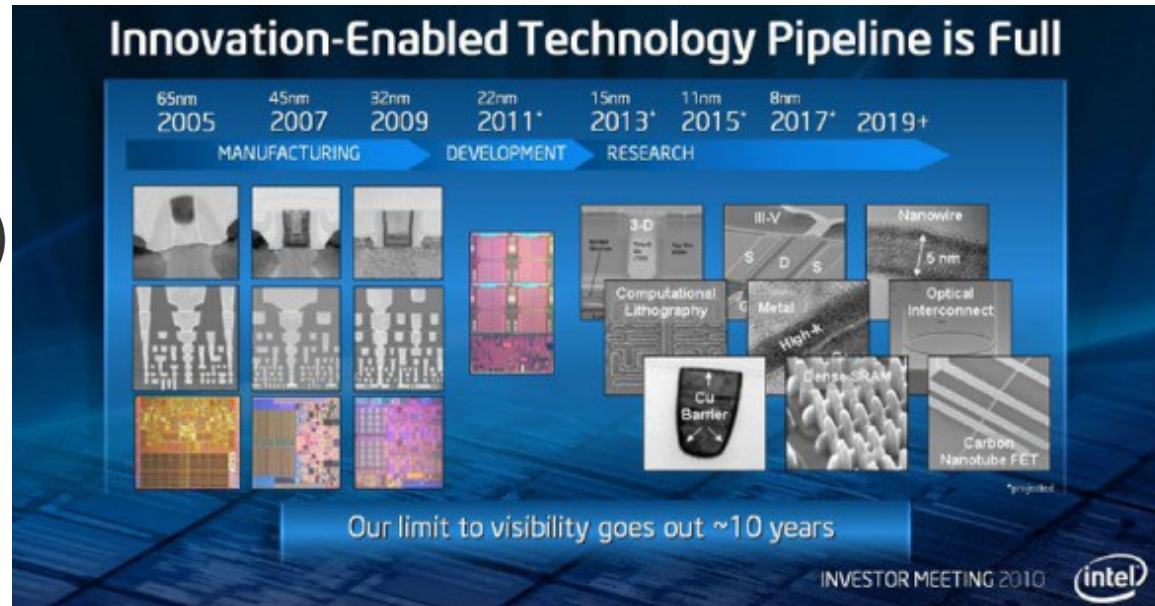 Innovation-Enabled Technology Pipeline is Full
65nm 45nm 32nm 22nm 15nm 11nm 8nm
2005 2007 2009 2011* 2013* 2015* 2017* 2019+
MANUFACTURING DEVELOPMENT RESEARCH
3-D
III-V
S D S
Nanowire
5 nm
Computational
Lithography
Metal
High-k
Optical
Interconnect
Cu
Barrier
Dense SRAM
Carbon
Nanotube FET
*projected
Our limit to visibility goes out ~10 years
INVESTOR MEETING 2010
intel